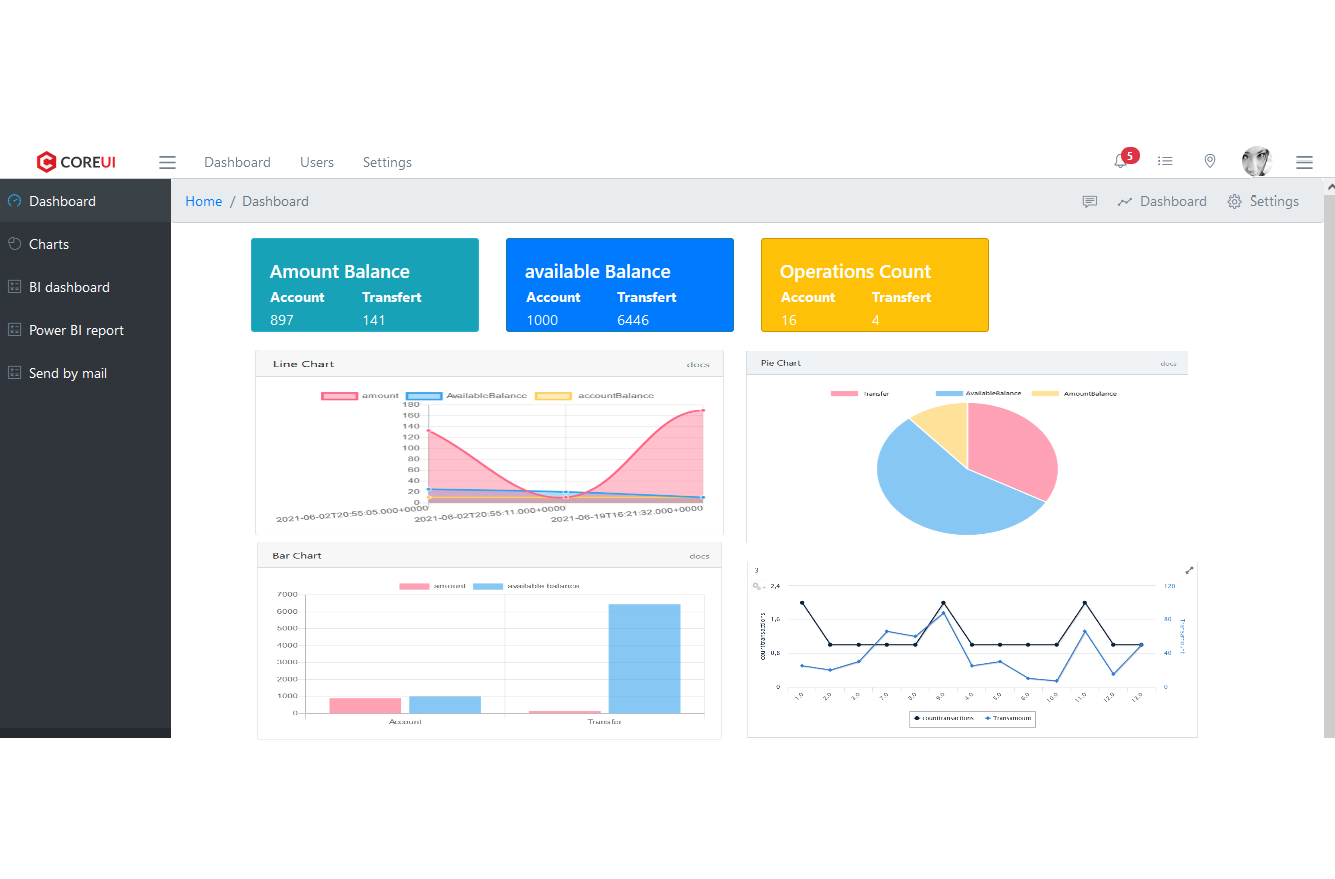 COREUI
Dashboard Users Settings
5
Dashboard
Charts
BI dashboard
Power BI report
Send by mail
Home / Dashboard
Dashboard Settings
Amount Balance
Account Transfert
897 141
available Balance
Account Transfert
1000 6446
Operations Count
Account Transfert
16 4
Line Chart docs
amount AvailableBalance accountBalance
180
160
140
120
100
80
60
40
20
0
2021-06-02T20:55:05.000+0000
2021-06-02T20:55:11.000+0000
2021-06-19T16:21:32.000+0000
Pie Chart docs
Transfer AvailableBalance AmountBalance
Bar Chart docs
amount available balance
7000
6000
5000
4000
3000
2000
1000
0
Account Transfer
3
2,4
1,6
0,8
0
countransactions
120
80
40
0
Transamount
1.0 2.0 3.0 7.0 8.0 9.0 4.0 5.0 6.0 10.0 11.0 12.0 13.0
countransactions Transamount